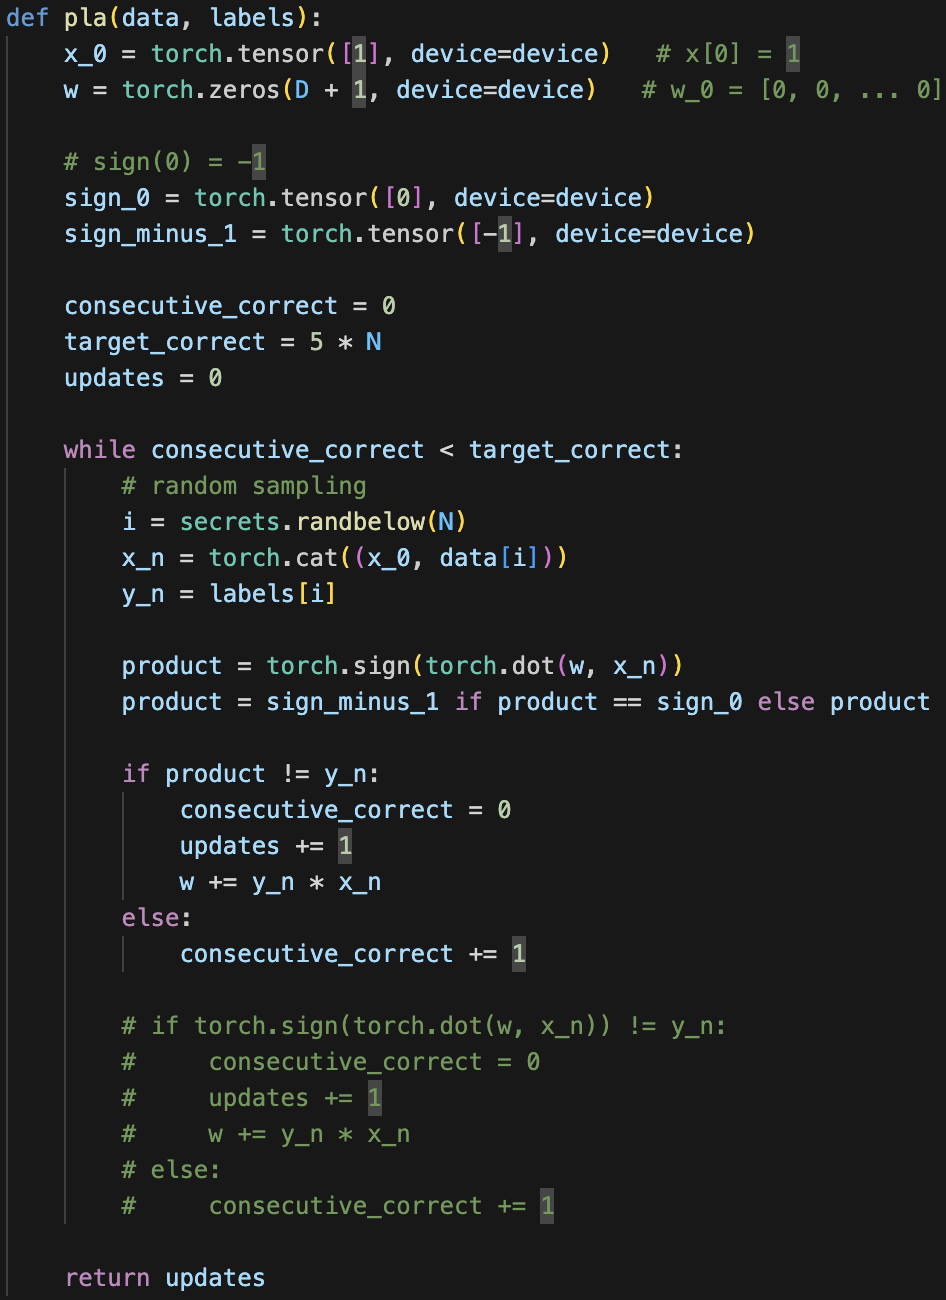 def pla(data, labels):
    x_0 = torch.tensor([1], device=device)   # x[0] = 1
    w = torch.zeros(D + 1, device=device)   # w_0 = [0, 0, ... 0]

    # sign(0) = -1
    sign_0 = torch.tensor([0], device=device)
    sign_minus_1 = torch.tensor([-1], device=device)

    consecutive_correct = 0
    target_correct = 5 * N
    updates = 0

    while consecutive_correct < target_correct:
        # random sampling
        i = secrets.randbelow(N)
        x_n = torch.cat((x_0, data[i]))
        y_n = labels[i]

        product = torch.sign(torch.dot(w, x_n))
        product = sign_minus_1 if product == sign_0 else product

        if product != y_n:
            consecutive_correct = 0
            updates += 1
            w += y_n * x_n
        else:
            consecutive_correct += 1

        # if torch.sign(torch.dot(w, x_n)) != y_n:
        #     consecutive_correct = 0
        #     updates += 1
        #     w += y_n * x_n
        # else:
        #     consecutive_correct += 1

    return updates